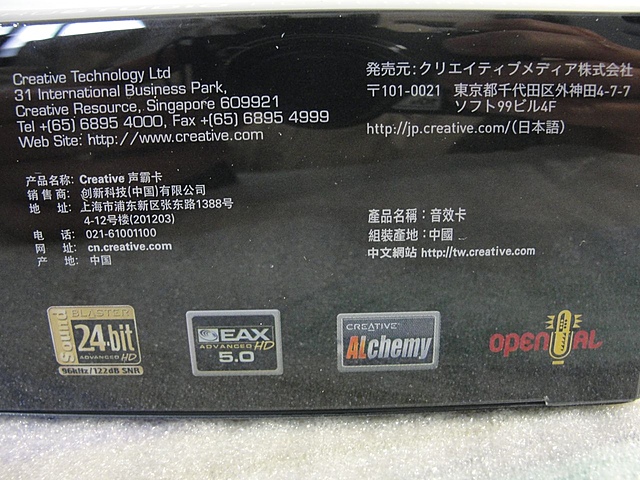 Creative Technology Ltd
31 International Business Park,
Creative Resource, Singapore 609921
Tel +(65) 6895 4000, Fax +(65) 6895 4999
Web Site: http://www.creative.com
発売元:クリエイティブメディア株式会社
〒101-0021 東京都千代田区外神田4-7-7
ソフト99ビル4F
http://jp.creative.com/(日本語)
产品名称: Creative 声霸卡
销售商: 创新科技(中国)有限公司
地址: 上海市浦东新区张东路1388号
4-12号楼(201203)
电话: 021-61001100
网址: cn.creative.com
产地: 中国
產品名稱:音效卡
組裝產地:中國
中文網站 http://tw.creative.com
Sound BLASTER
24-bit
ADVANCED HD
96kHz/122dB SNR
EAX
ADVANCED HD
5.0
CREATIVE
ALchemy
OPEN AL